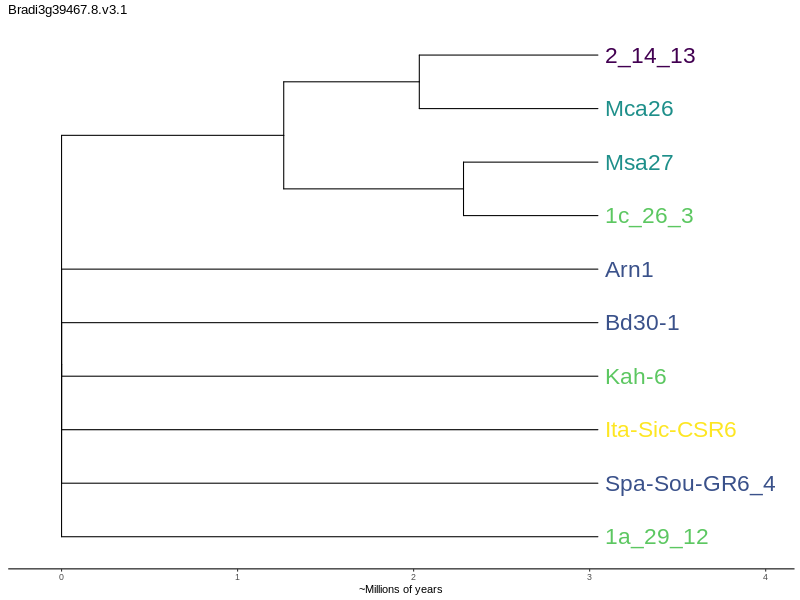 Bradi3g39467.8.v3.1
2_14_13
Mca26
Msa27
1c_26_3
Arn1
Bd30-1
Kah-6
Ita-Sic-CSR6
Spa-Sou-GR6_4
1a_29_12
0 1 2 3 4
~Millions of years